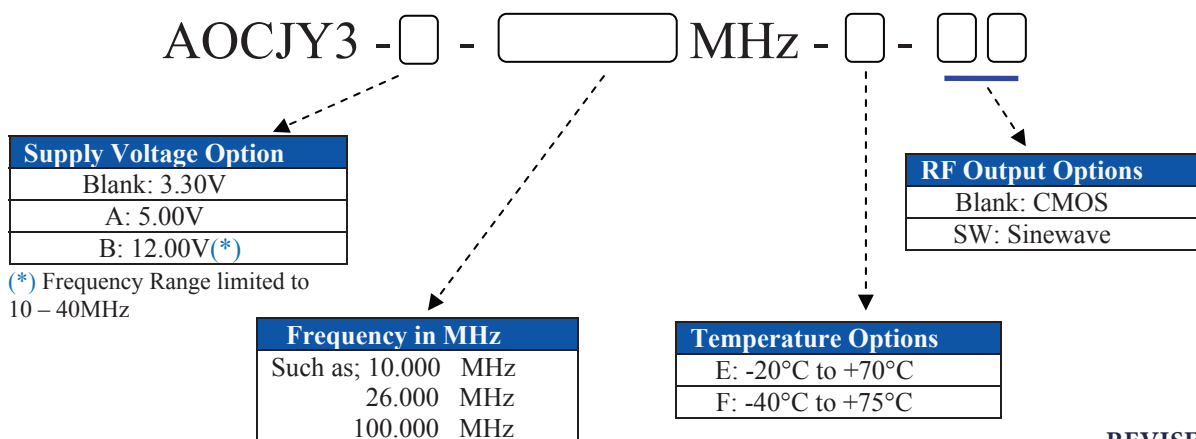 AOCJY3 - - MHz - -
Supply Voltage Option
Blank: 3.30V
A: 5.00V
B: 12.00V(*)
(*) Frequency Range limited to
10 – 40MHz
Frequency in MHz
Such as; 10.000 MHz
26.000 MHz
100.000 MHz
Temperature Options
E: -20°C to +70°C
F: -40°C to +75°C
RF Output Options
Blank: CMOS
SW: Sinewave